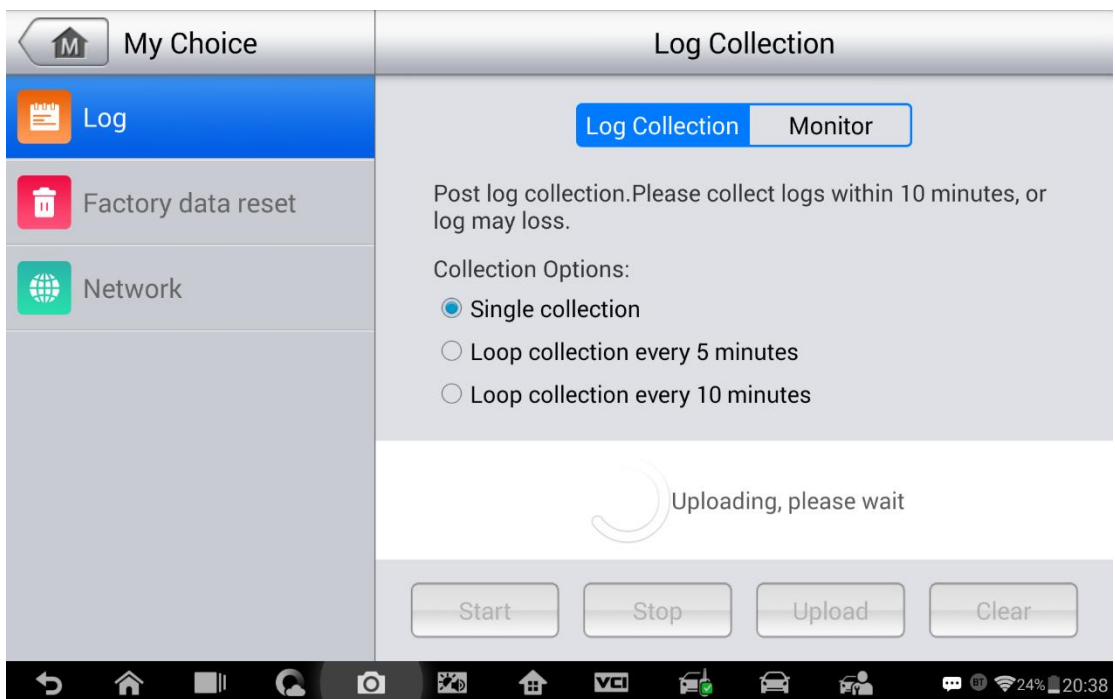 M My Choice
Log Collection
Log
Factory data reset
Network
Log Collection Monitor
Post log collection.Please collect logs within 10 minutes, or
log may loss.
Collection Options:
Single collection
Loop collection every 5 minutes
Loop collection every 10 minutes
Uploading, please wait
Start Stop Upload Clear
VCI BT 24% 20:38